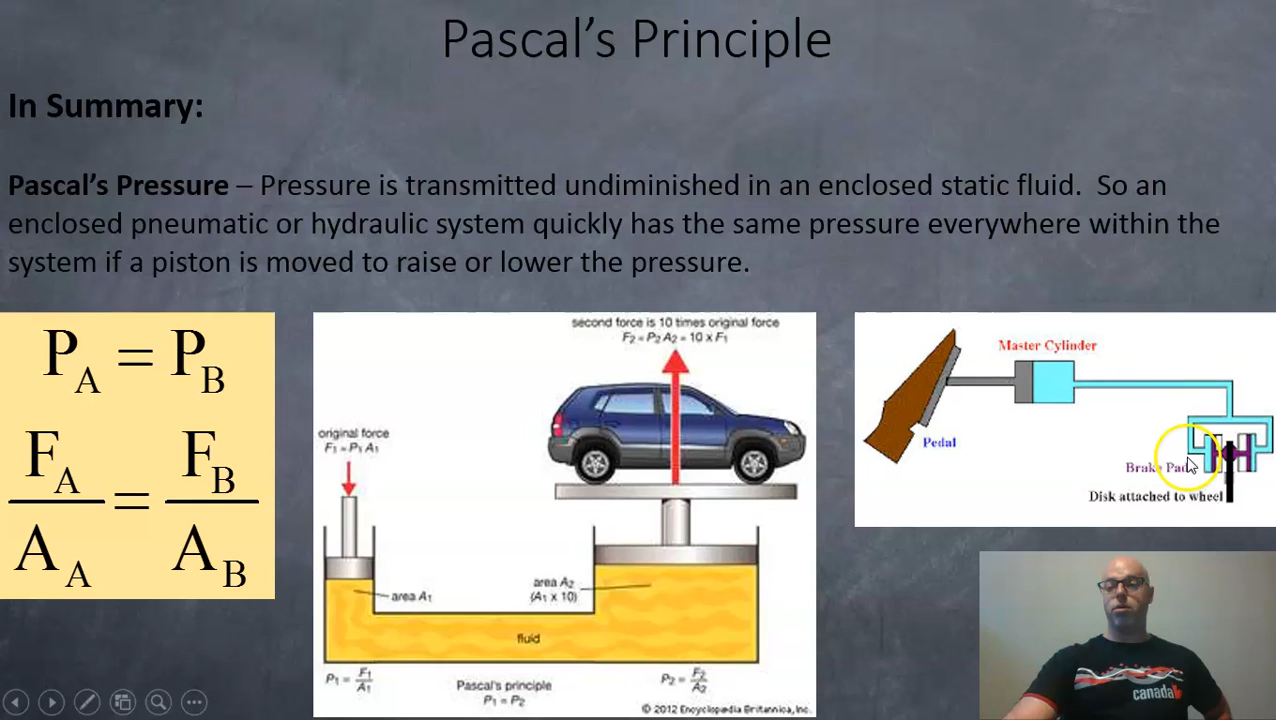 Pascal's Principle
In Summary:
Pascal's Pressure – Pressure is transmitted undiminished in an enclosed static fluid. So an
enclosed pneumatic or hydraulic system quickly has the same pressure everywhere within the
system if a piston is moved to raise or lower the pressure.
P_A = P_B
F_A / A_A = F_B / A_B
second force is 10 times original force
F₂ = P₂ A₂ = 10 x F₁
original force
F₁ = P₁ A₁
area A₁
area A₂
(A₁ x 10)
fluid
P₁ = F₁ / A₁
P₂ = F₂ / A₂
Pascal's principle
P₁ = P₂
© 2012 Encyclopædia Britannica, Inc.
Master Cylinder
Pedal
Brake Pads
Disk attached to wheel
canada